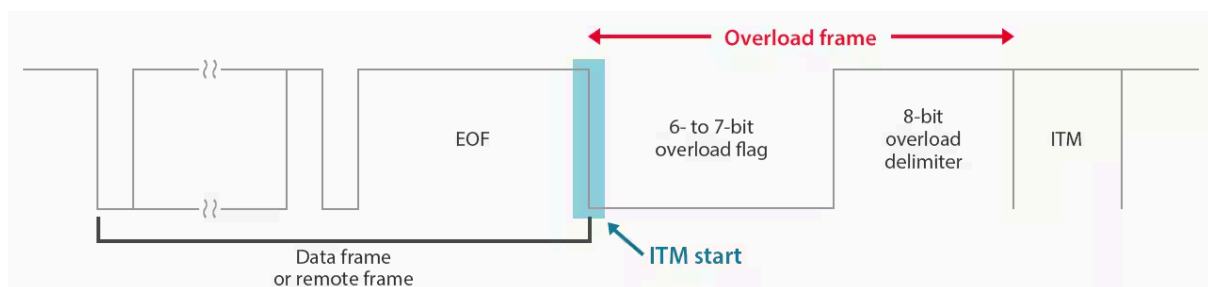 Overload frame
EOF
6- to 7-bit
overload flag
8-bit
overload
delimiter
ITM
Data frame
or remote frame
ITM start